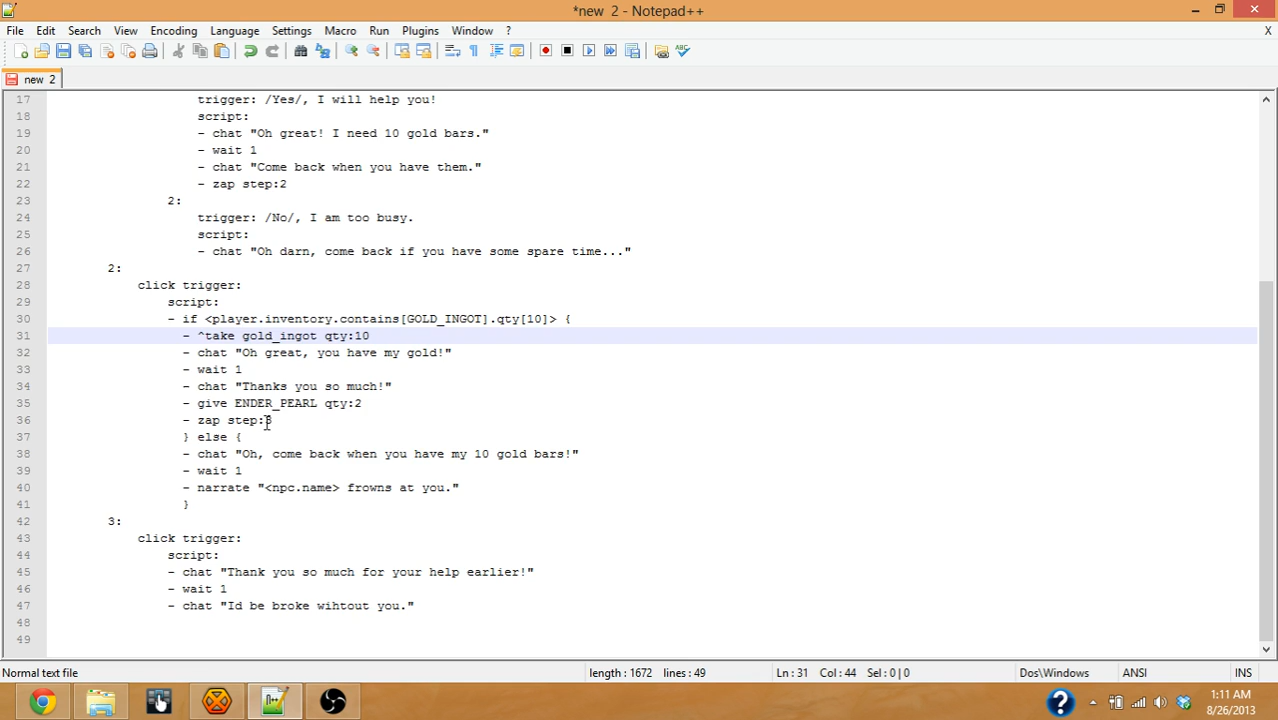 *new  2 - Notepad++
File Edit Search View Encoding Language Settings Macro Run Plugins Window ? X
new  2
17 trigger: /Yes/, I will help you!
18 script:
19 - chat "Oh great! I need 10 gold bars."
20 - wait 1
21 - chat "Come back when you have them."
22 - zap step:2
23 2:
24 trigger: /No/, I am too busy.
25 script:
26 - chat "Oh darn, come back if you have some spare time..."
27 2:
28 click trigger:
29 script:
30 - if <player.inventory.contains[GOLD_INGOT].qty[10]> {
31 - ^take gold_ingot qty:10
32 - chat "Oh great, you have my gold!"
33 - wait 1
34 - chat "Thanks you so much!"
35 - give ENDER_PEARL qty:2
36 - zap step:3
37 } else {
38 - chat "Oh, come back when you have my 10 gold bars!"
39 - wait 1
40 - narrate "<npc.name> frowns at you."
41 }
42 3:
43 click trigger:
44 script:
45 - chat "Thank you so much for your help earlier!"
46 - wait 1
47 - chat "Id be broke wihtout you."
48
49
Normal text file length : 1672 lines : 49 Ln : 31 Col : 44 Sel : 0 | 0 Dos\Windows ANSI INS
1:11 AM
8/26/2013